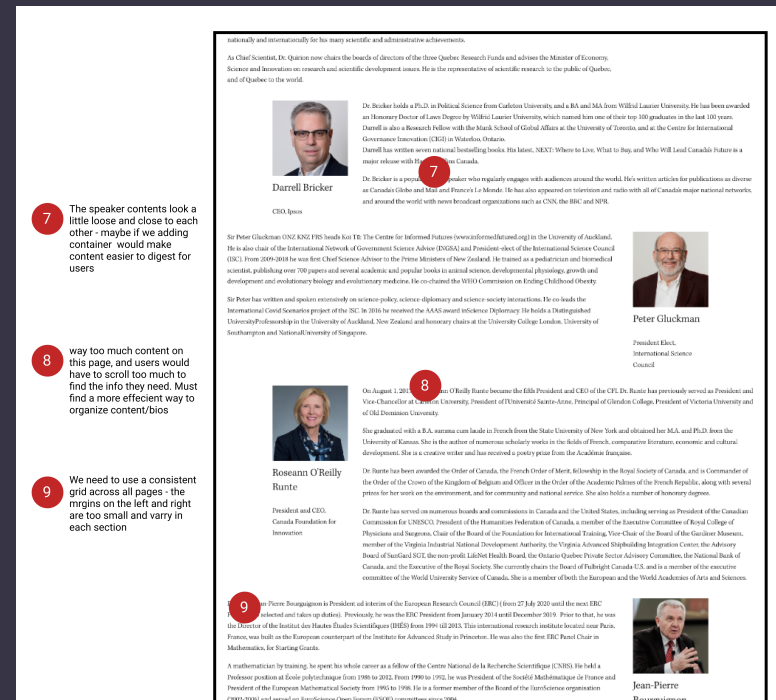 nationally and internationally for his many scientific and administrative achievements.
As Chief Scientist, Dr. Quirion now chairs the boards of directors of the three Quebec Research Funds and advises the Minister of Economy,
Science and Innovation on research and scientific development issues. He is the representative of scientific research to the public of Quebec,
and of Quebec to the world.
Dr. Bricker holds a Ph.D. in Political Science from Carleton University, and a BA and MA from Wilfrid Laurier University. He has been awarded
an Honorary Doctor of Laws Degree by Wilfrid Laurier University, which named him one of their top 100 graduates in the last 100 years.
Darrell is also a Research Fellow with the Munk School of Global Affairs at the University of Toronto, and at the Centre for International
Governance Innovation (CIGI) in Waterloo, Ontario.
Darrell has written seven national bestselling books. His latest, NEXT: Where to Live, What to Buy, and Who Will Lead Canada's Future is a
major release with Ha ins Canada.
Dr. Bricker is a popul peaker who regularly engages with audiences around the world. He's written articles for publications as diverse
as Canada's Globe and Mail and France's Le Monde. He has also appeared on television and radio with all of Canada's major national networks,
and around the world with news broadcast organizations such as CNN, the BBC and NPR.
7
Darrell Bricker
CEO, Ipsos
7
The speaker contents look a
little loose and close to each
other - maybe if we adding
container would make
content easier to digest for
users
Sir Peter Gluckman ONZ KNZ FRS heads Koi Tū: The Centre for Informed Futures (www.informedfutures.org) in the University of Auckland.
He is also chair of the International Network of Government Science Advice (INGSA) and President-elect of the International Science Council
(ISC). From 2009-2018 he was first Chief Science Advisor to the Prime Ministers of New Zealand. He trained as a pediatrician and biomedical
scientist, publishing over 700 papers and several academic and popular books in animal science, developmental physiology, growth and
development and evolutionary biology and evolutionary medicine. He co-chaired the WHO Commission on Ending Childhood Obesity.
Sir Peter has written and spoken extensively on science-policy, science-diplomacy and science-society interactions. He co-leads the
International Covid Scenarios project of the ISC. In 2016 he received the AAAS award inScience Diplomacy. He holds a Distinguished
UniversityProfessorship in the University of Auckland, New Zealand and honorary chairs at the University College London, University of
Southampton and NationalUniversity of Singapore.
Peter Gluckman
President Elect,
International Science
Council
8
way too much content on
this page, and users would
have to scroll too much to
find the info they need. Must
find a more effecient way to
organize content/bios
8
On August 1, 201 n O'Reilly Runte became the fifth President and CEO of the CFI. Dr. Runte has previously served as President and
Vice-Chancellor at Carleton University, President of l'Université Sainte-Anne, Principal of Glendon College, President of Victoria University and
of Old Dominion University.
She graduated with a B.A. summa cum laude in French from the State University of New York and obtained her M.A. and Ph.D. from the
University of Kansas. She is the author of numerous scholarly works in the fields of French, comparative literature, economic and cultural
development. She is a creative writer and has received a poetry prize from the Académie française.
Dr. Runte has been awarded the Order of Canada, the French Order of Merit, fellowship in the Royal Society of Canada, and is Commander of
the Order of the Crown of the Kingdom of Belgium and Officer in the Order of the Academic Palmes of the French Republic, along with several
prizes for her work on the environment, and for community and national service. She also holds a number of honorary degrees.
Dr. Runte has served on numerous boards and commissions in Canada and the United States, including serving as President of the Canadian
Commission for UNESCO, President of the Humanities Federation of Canada, a member of the Executive Committee of Royal College of
Physicians and Surgeons, Chair of the Board of the Foundation for International Training, Vice-Chair of the Board of the Gardiner Museum,
member of the Virginia Industrial National Development Authority, the Virginia Advanced Shipbuilding Integration Center, the Advisory
Board of SunGard SGT, the non-profit LifeNet Health Board, the Ontario Quebec Private Sector Advisory Committee, the National Bank of
Canada, and the Executive of the Royal Society. She currently chairs the Board of Fulbright Canada-U.S. and is a member of the executive
committee of the World University Service of Canada. She is a member of both the European and the World Academies of Arts and Sciences.
Roseann O'Reilly
Runte
President and CEO,
Canada Foundation for
Innovation
9
We need to use a consistent
grid across all pages - the
mrgins on the left and right
are too small and varry in
each section
9
an-Pierre Bourguignon is President ad interim of the European Research Council (ERC) (from 27 July 2020 until the next ERC
selected and takes up duties). Previously, he was the ERC President from January 2014 until December 2019. Prior to that, he was
the Director of the Institut des Hautes Études Scientifiques (IHÉS) from 1994 till 2013. This international research institute located near Paris,
France, was built as the European counterpart of the Institute for Advanced Study in Princeton. He was also the first ERC Panel Chair in
Mathematics, for Starting Grants.
A mathematician by training, he spent his whole career as a fellow of the Centre National de la Recherche Scientifique (CNRS). He held a
Professor position at École polytechnique from 1986 to 2012. From 1990 to 1992, he was President of the Société Mathématique de France and
President of the European Mathematical Society from 1995 to 1998. He is a former member of the Board of the EuroScience organisation
(2002-2006) and served on EuroScience Open Forum (ESOF) committees since 2004.
Jean-Pierre
Bourguignon